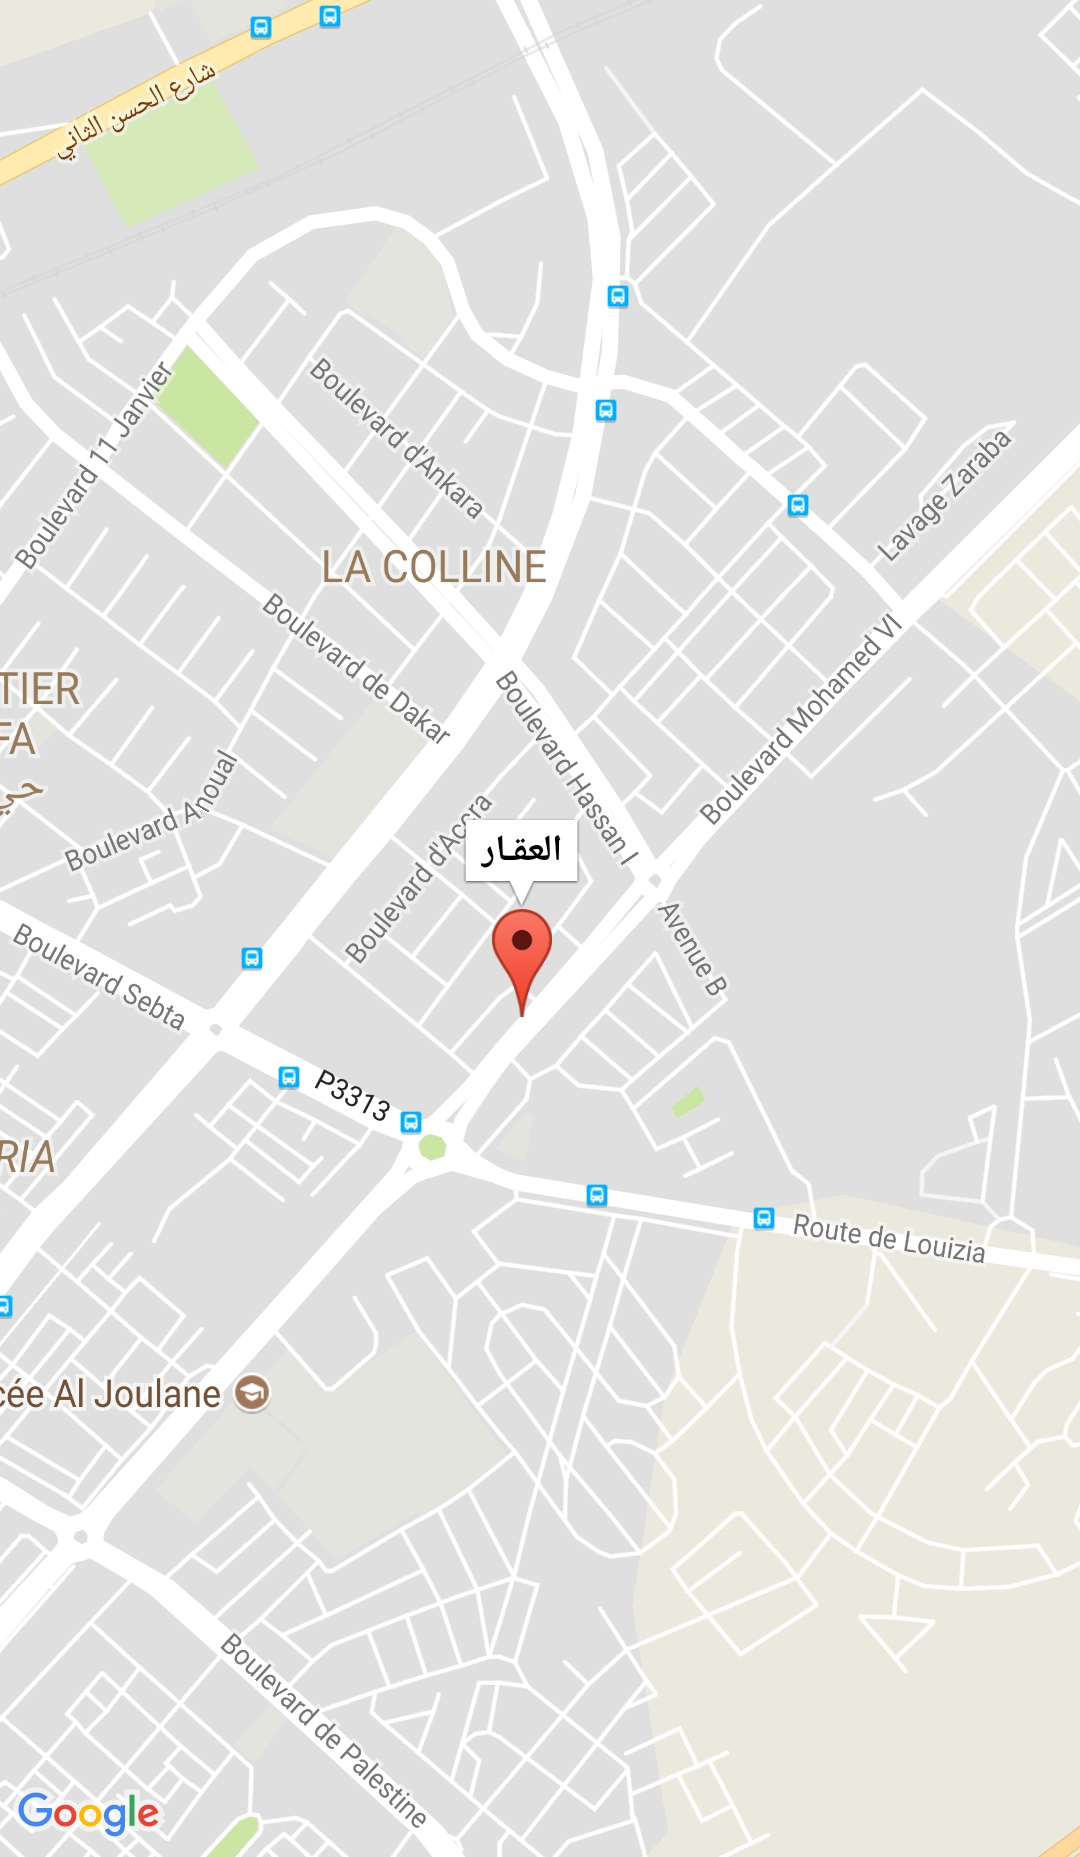 شارع الحسن الثاني
Boulevard 11 Janvier
Boulevard d'Ankara
Lavage Zaraba
LA COLLINE
Boulevard de Dakar
Boulevard Mohamed VI
TIER
FA
حي
Boulevard Hassan I
Boulevard Anoual
Boulevard d'Accra
العقار
Avenue B
Boulevard Sebta
P3313
RIA
Route de Louizia
cée Al Joulane
Boulevard de Palestine
Google